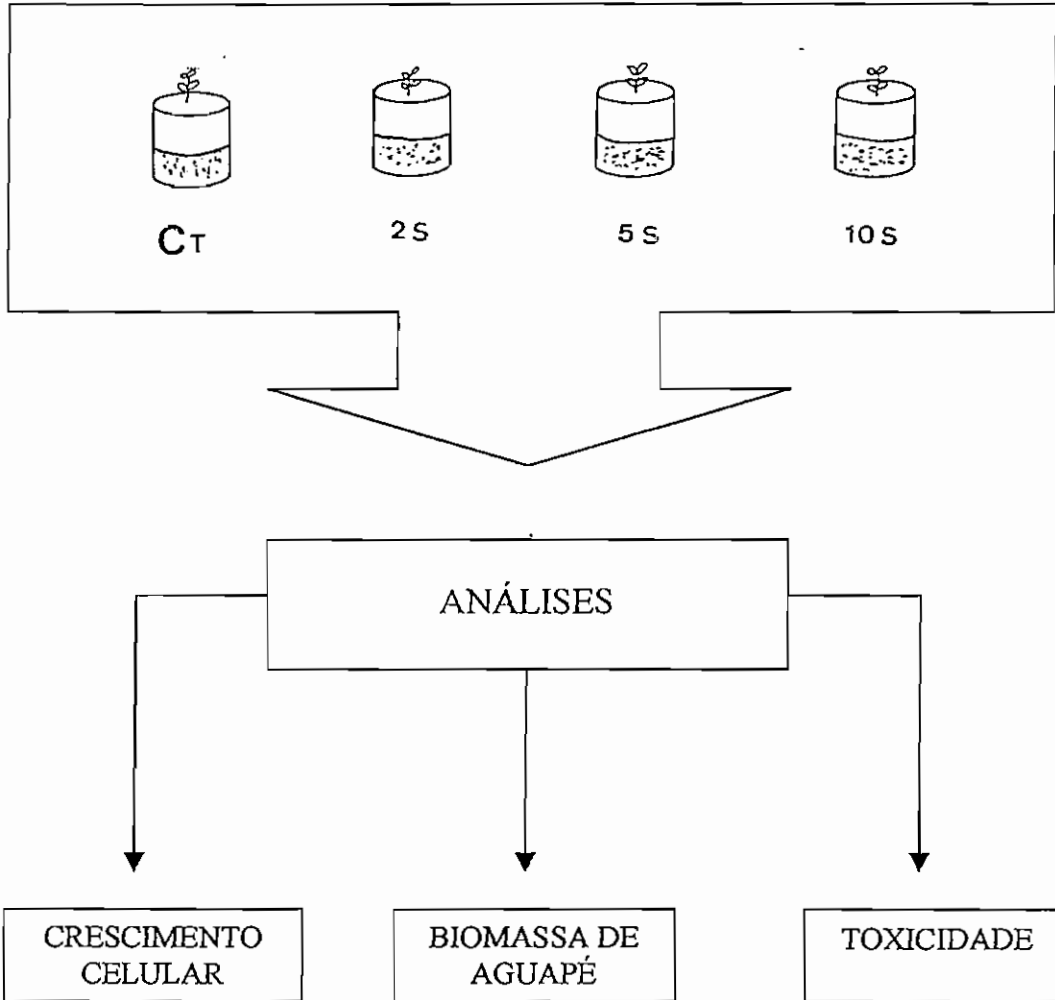 CT
2 S
5 S
10 S
ANÁLISES
CRESCIMENTO
CELULAR
BIOMASSA DE
AGUAPÉ
TOXICIDADE